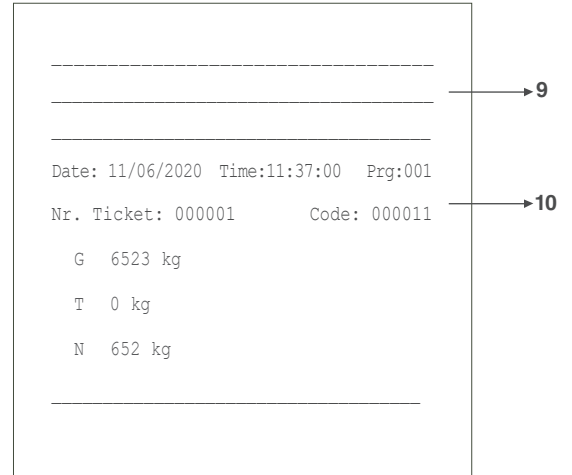 9
Date: 11/06/2020 Time:11:37:00 Prg:001
Nr. Ticket: 000001 Code: 000011
10
G 6523 kg
T 0 kg
N 652 kg